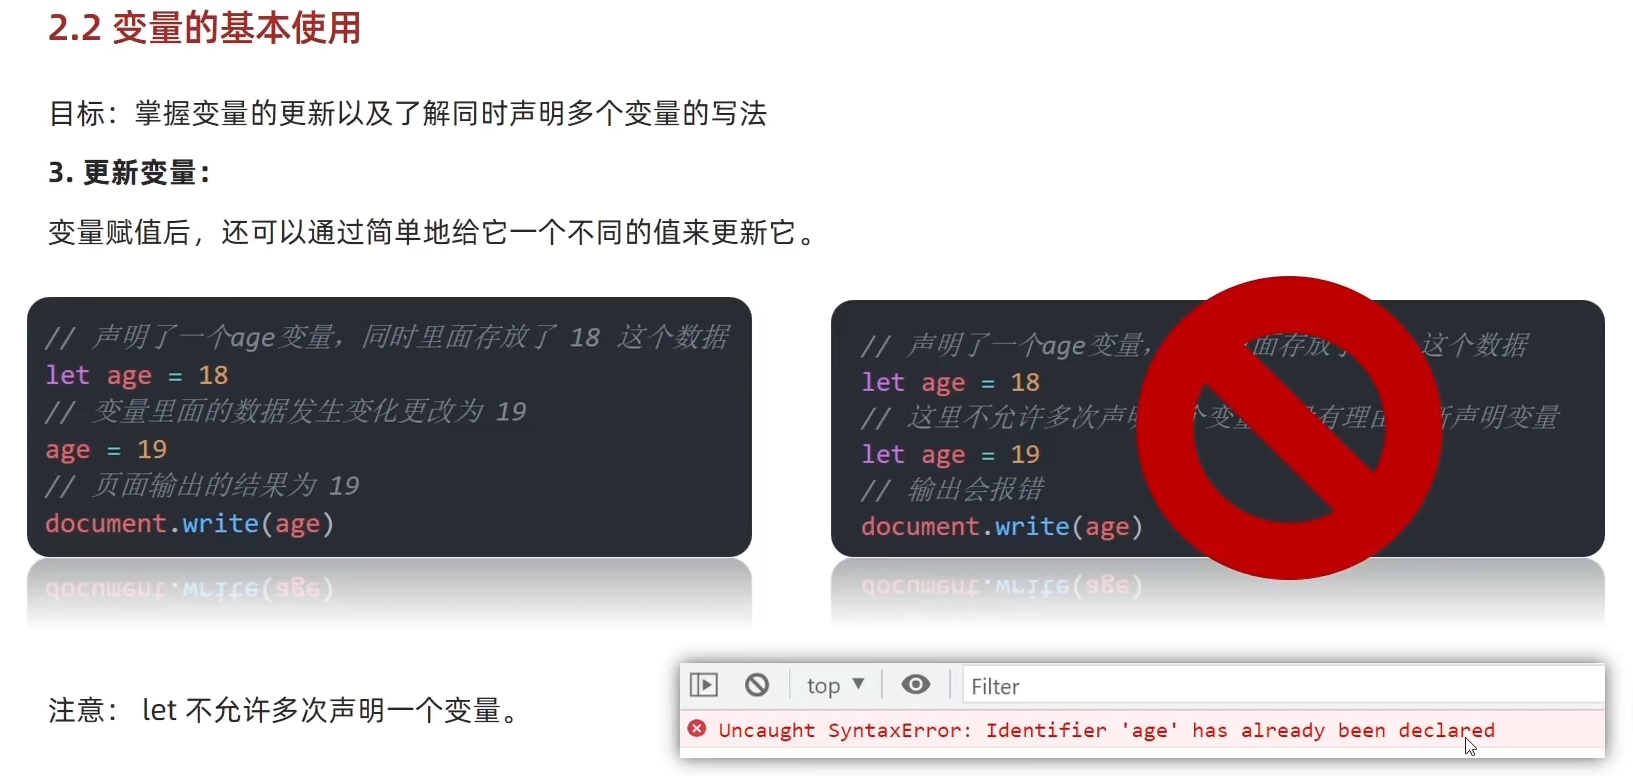 2.2 变量的基本使用
目标：掌握变量的更新以及了解同时声明多个变量的写法
3. 更新变量：
变量赋值后，还可以通过简单地给它一个不同的值来更新它。
// 声明了一个age变量，同时里面存放了 18 这个数据
let age = 18
// 变量里面的数据发生变化更改为 19
age = 19
// 页面输出的结果为 19
document.write(age)
// 声明了一个age变量，面存放 这个数据
let age = 18
// 这里不允许多次声 个变 有理由 声明变量
let age = 19
// 输出会报错
document.write(age)
注意： let 不允许多次声明一个变量。
top
Filter
Uncaught SyntaxError: Identifier 'age' has already been declared